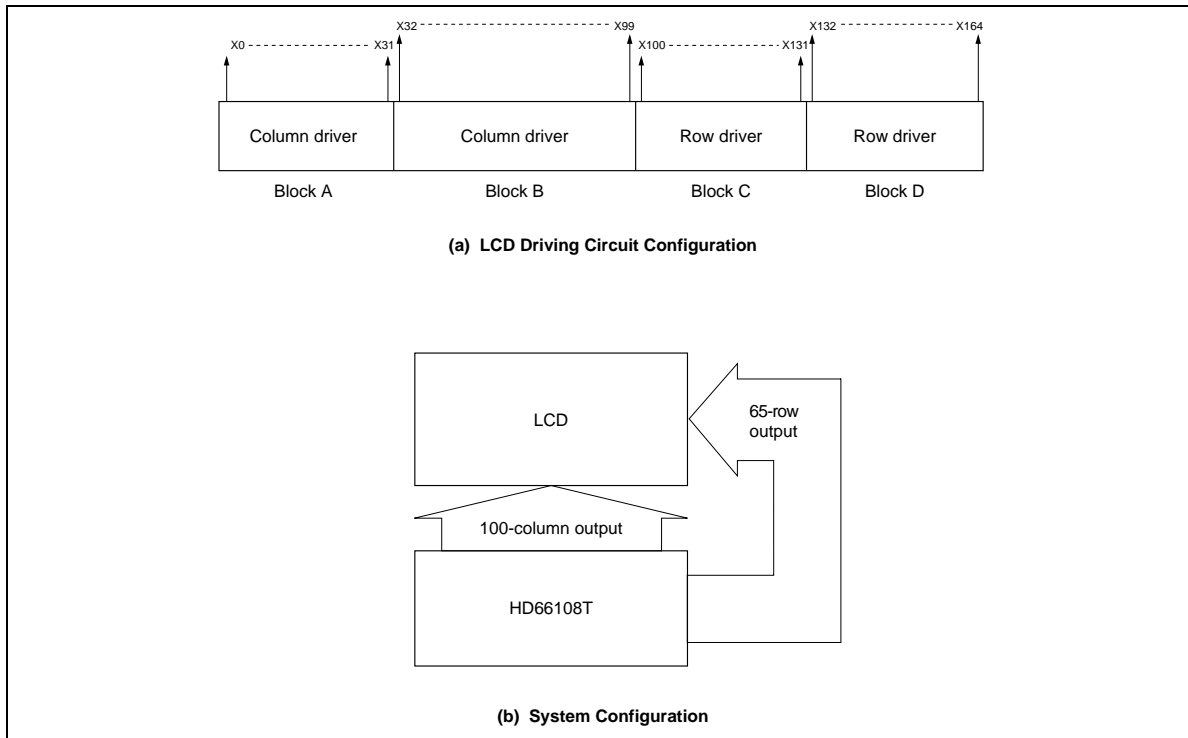 X32 X99 X132 X164
X0 X31 X100 X131
Column driver Column driver Row driver Row driver
Block A Block B Block C Block D
(a) LCD Driving Circuit Configuration
LCD
65-row
output
100-column output
HD66108T
(b) System Configuration